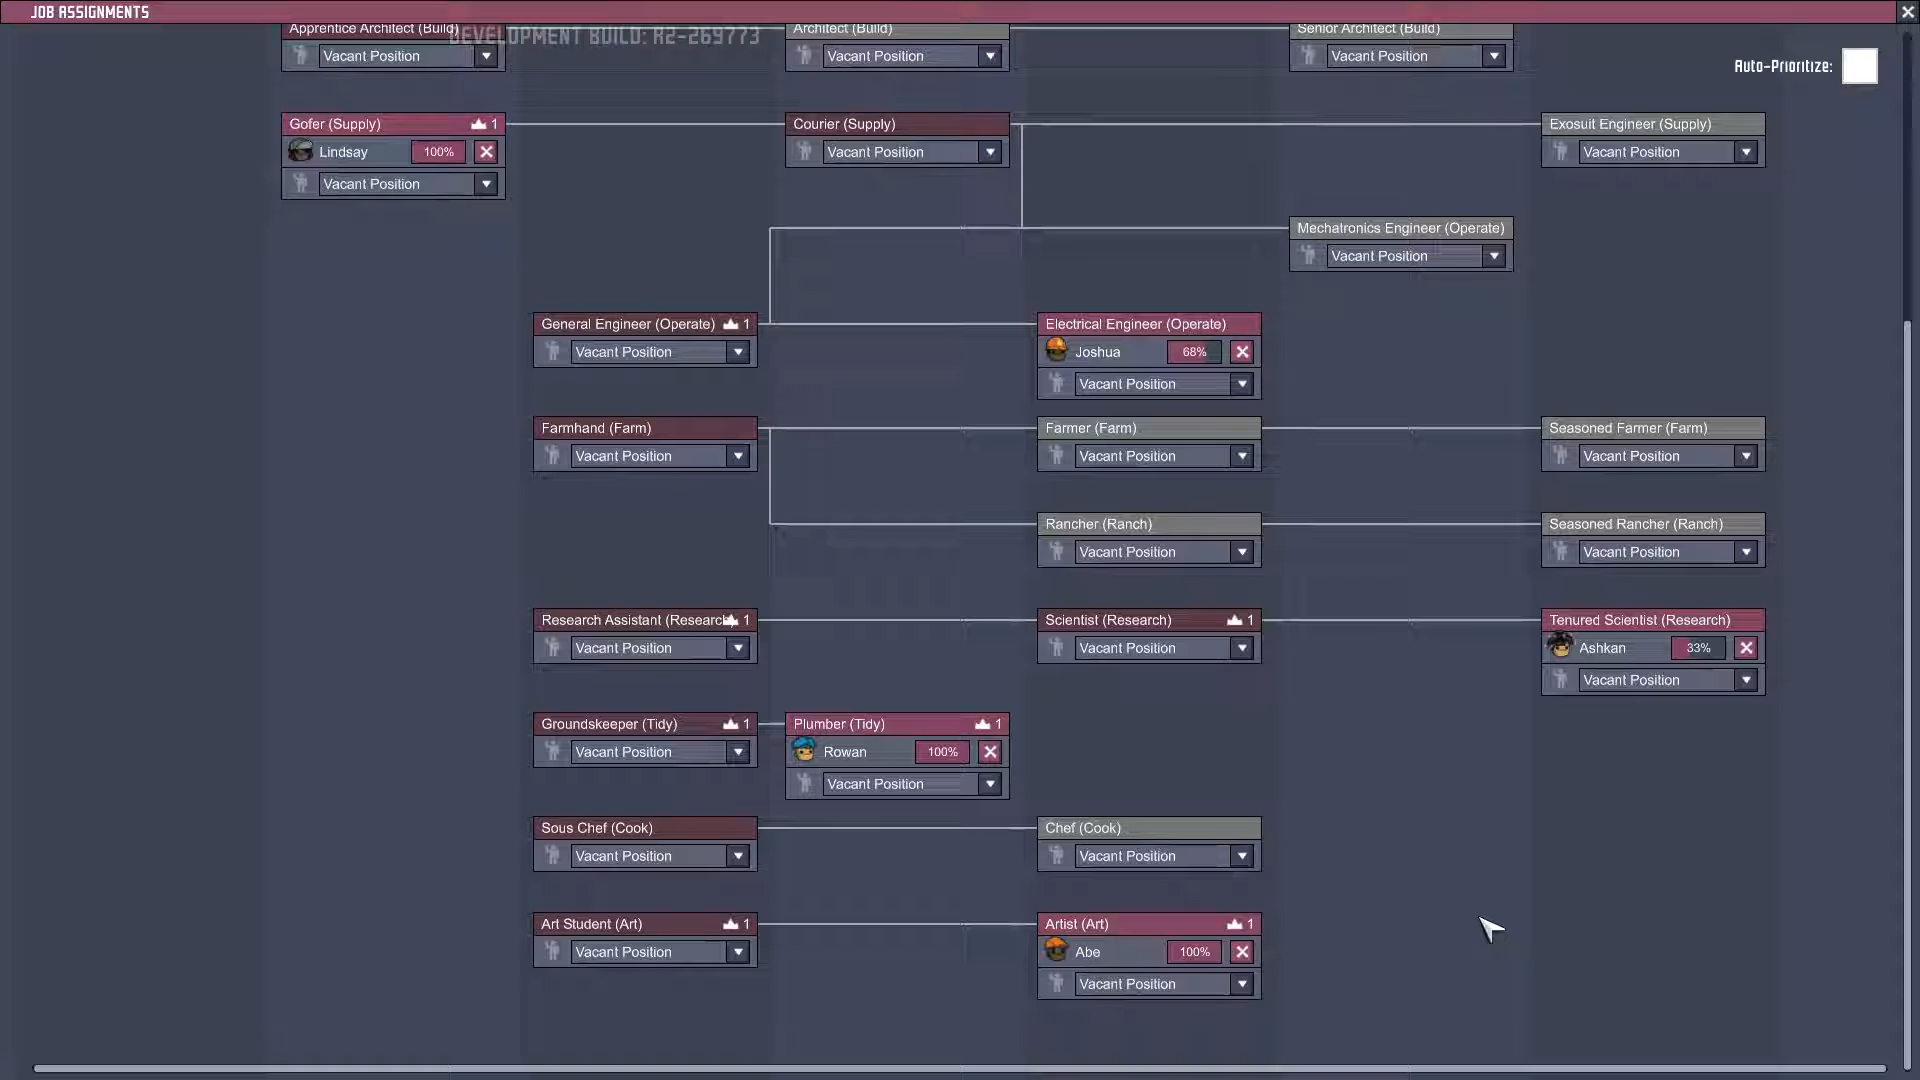 JOB ASSIGNMENTS
DEVELOPMENT BUILD: R2-269773
Apprentice Architect (Build)
Architect (Build)
Senior Architect (Build)
Vacant Position
Vacant Position
Vacant Position
Auto-Prioritize:
Gofer (Supply) 1
Courier (Supply)
Exosuit Engineer (Supply)
Lindsay 100%
Vacant Position
Vacant Position
Vacant Position
Mechatronics Engineer (Operate)
Vacant Position
General Engineer (Operate) 1
Electrical Engineer (Operate)
Vacant Position
Joshua 68%
Vacant Position
Farmhand (Farm)
Farmer (Farm)
Seasoned Farmer (Farm)
Vacant Position
Vacant Position
Vacant Position
Rancher (Ranch)
Seasoned Rancher (Ranch)
Vacant Position
Vacant Position
Research Assistant (Research 1
Scientist (Research) 1
Tenured Scientist (Research)
Vacant Position
Vacant Position
Ashkan 33%
Vacant Position
Groundskeeper (Tidy) 1
Plumber (Tidy) 1
Vacant Position
Rowan 100%
Vacant Position
Sous Chef (Cook)
Chef (Cook)
Vacant Position
Vacant Position
Art Student (Art) 1
Artist (Art) 1
Vacant Position
Abe 100%
Vacant Position